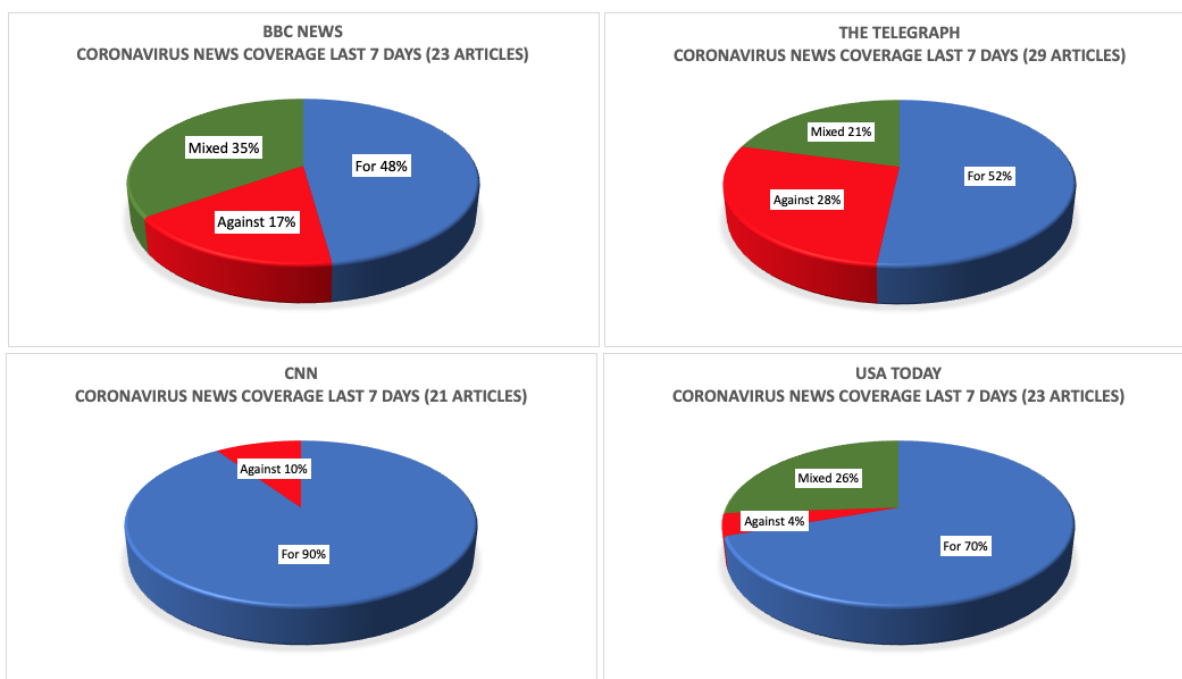 BBC NEWS
CORONAVIRUS NEWS COVERAGE LAST 7 DAYS (23 ARTICLES)
Mixed 35%
For 48%
Against 17%
THE TELEGRAPH
CORONAVIRUS NEWS COVERAGE LAST 7 DAYS (29 ARTICLES)
Mixed 21%
For 52%
Against 28%
CNN
CORONAVIRUS NEWS COVERAGE LAST 7 DAYS (21 ARTICLES)
Against 10%
For 90%
USA TODAY
CORONAVIRUS NEWS COVERAGE LAST 7 DAYS (23 ARTICLES)
Mixed 26%
Against 4%
For 70%